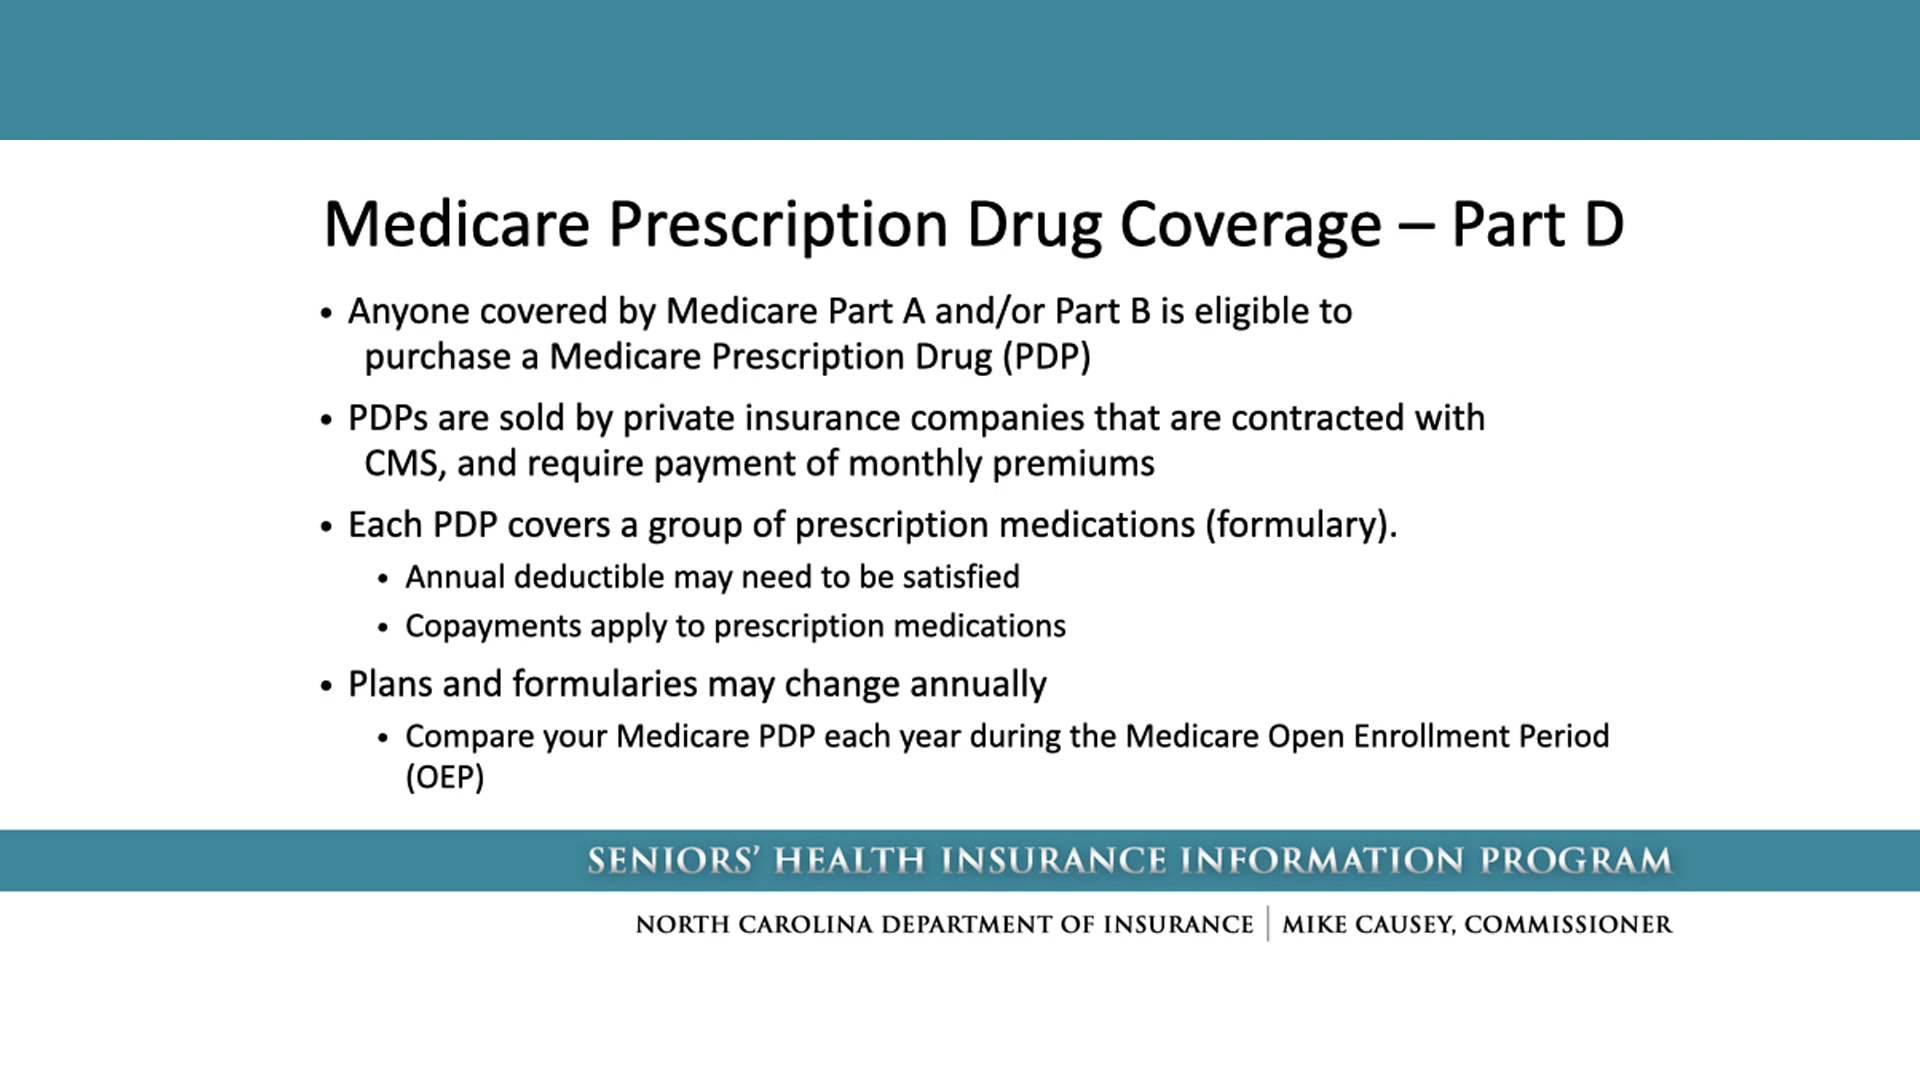 Medicare Prescription Drug Coverage – Part D
• Anyone covered by Medicare Part A and/or Part B is eligible to
purchase a Medicare Prescription Drug (PDP)
• PDPs are sold by private insurance companies that are contracted with
CMS, and require payment of monthly premiums
• Each PDP covers a group of prescription medications (formulary).
• Annual deductible may need to be satisfied
• Copayments apply to prescription medications
• Plans and formularies may change annually
• Compare your Medicare PDP each year during the Medicare Open Enrollment Period
(OEP)
SENIORS’ HEALTH INSURANCE INFORMATION PROGRAM
NORTH CAROLINA DEPARTMENT OF INSURANCE | MIKE CAUSEY, COMMISSIONER